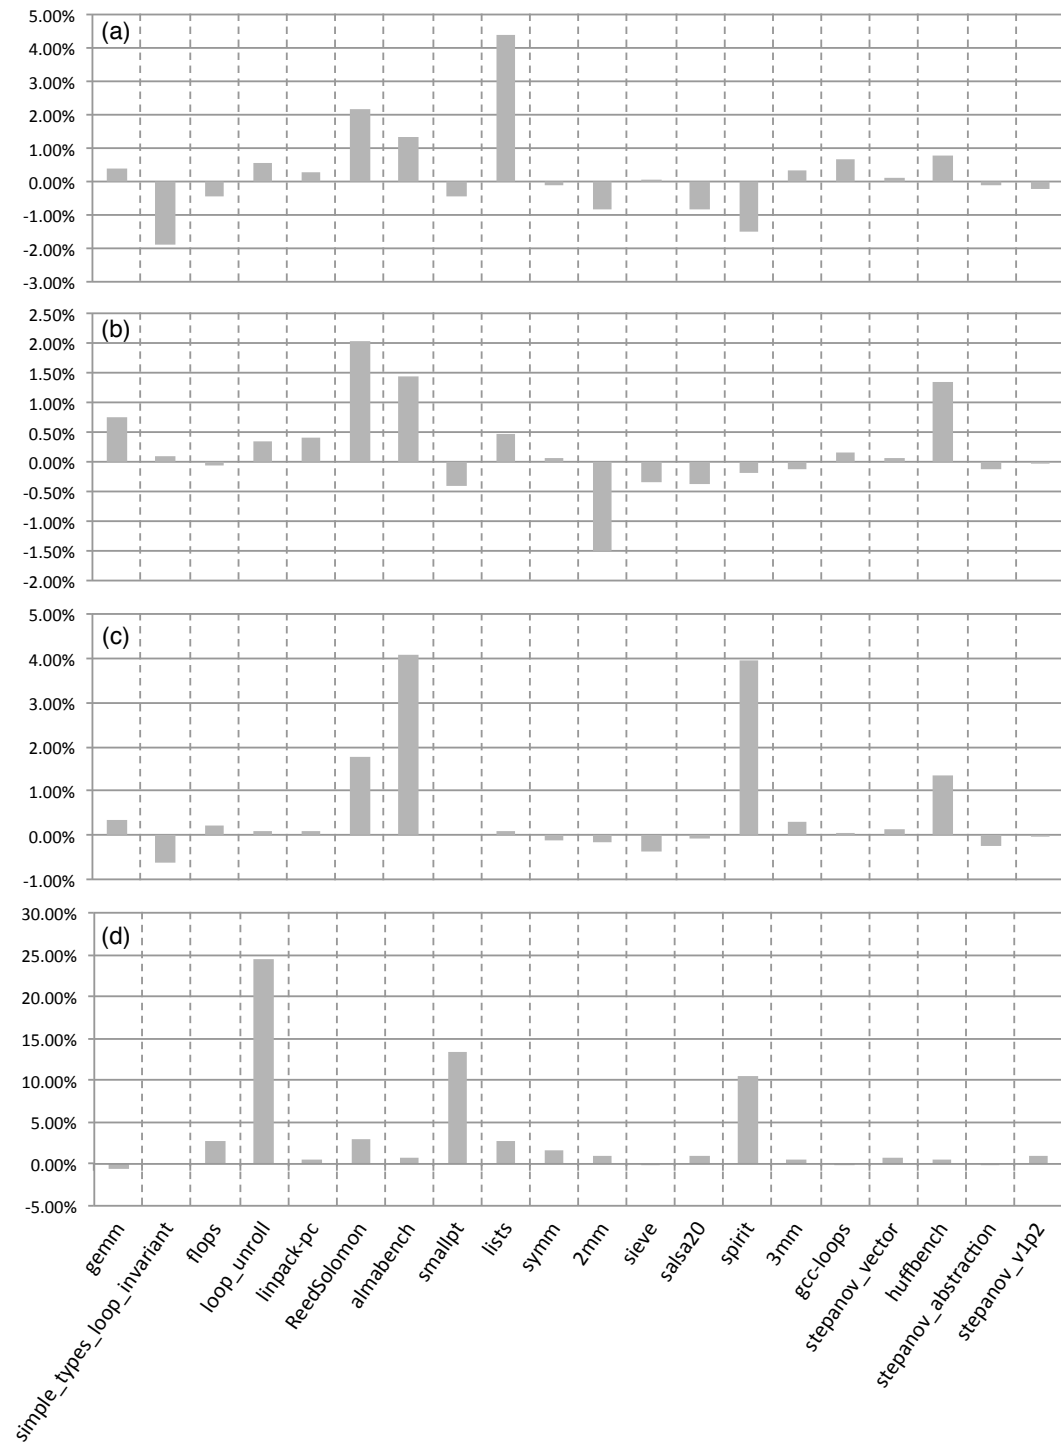 5.00%
(a)
4.00%
3.00%
2.00%
1.00%
0.00%
-1.00%
-2.00%
-3.00%
2.50%
(b)
2.00%
1.50%
1.00%
0.50%
0.00%
-0.50%
-1.00%
-1.50%
-2.00%
5.00%
(c)
4.00%
3.00%
2.00%
1.00%
0.00%
-1.00%
30.00%
(d)
25.00%
20.00%
15.00%
10.00%
5.00%
0.00%
-5.00%
gemm
simple_types_loop_invariant
flops
loop_unroll
linpack-pc
ReedSolomon
almabench
smallpt
lists
symm
2mm
sieve
salsa20
spirit
3mm
gcc-loops
stepanov_vector
huffbench
stepanov_abstraction
stepanov_v1p2